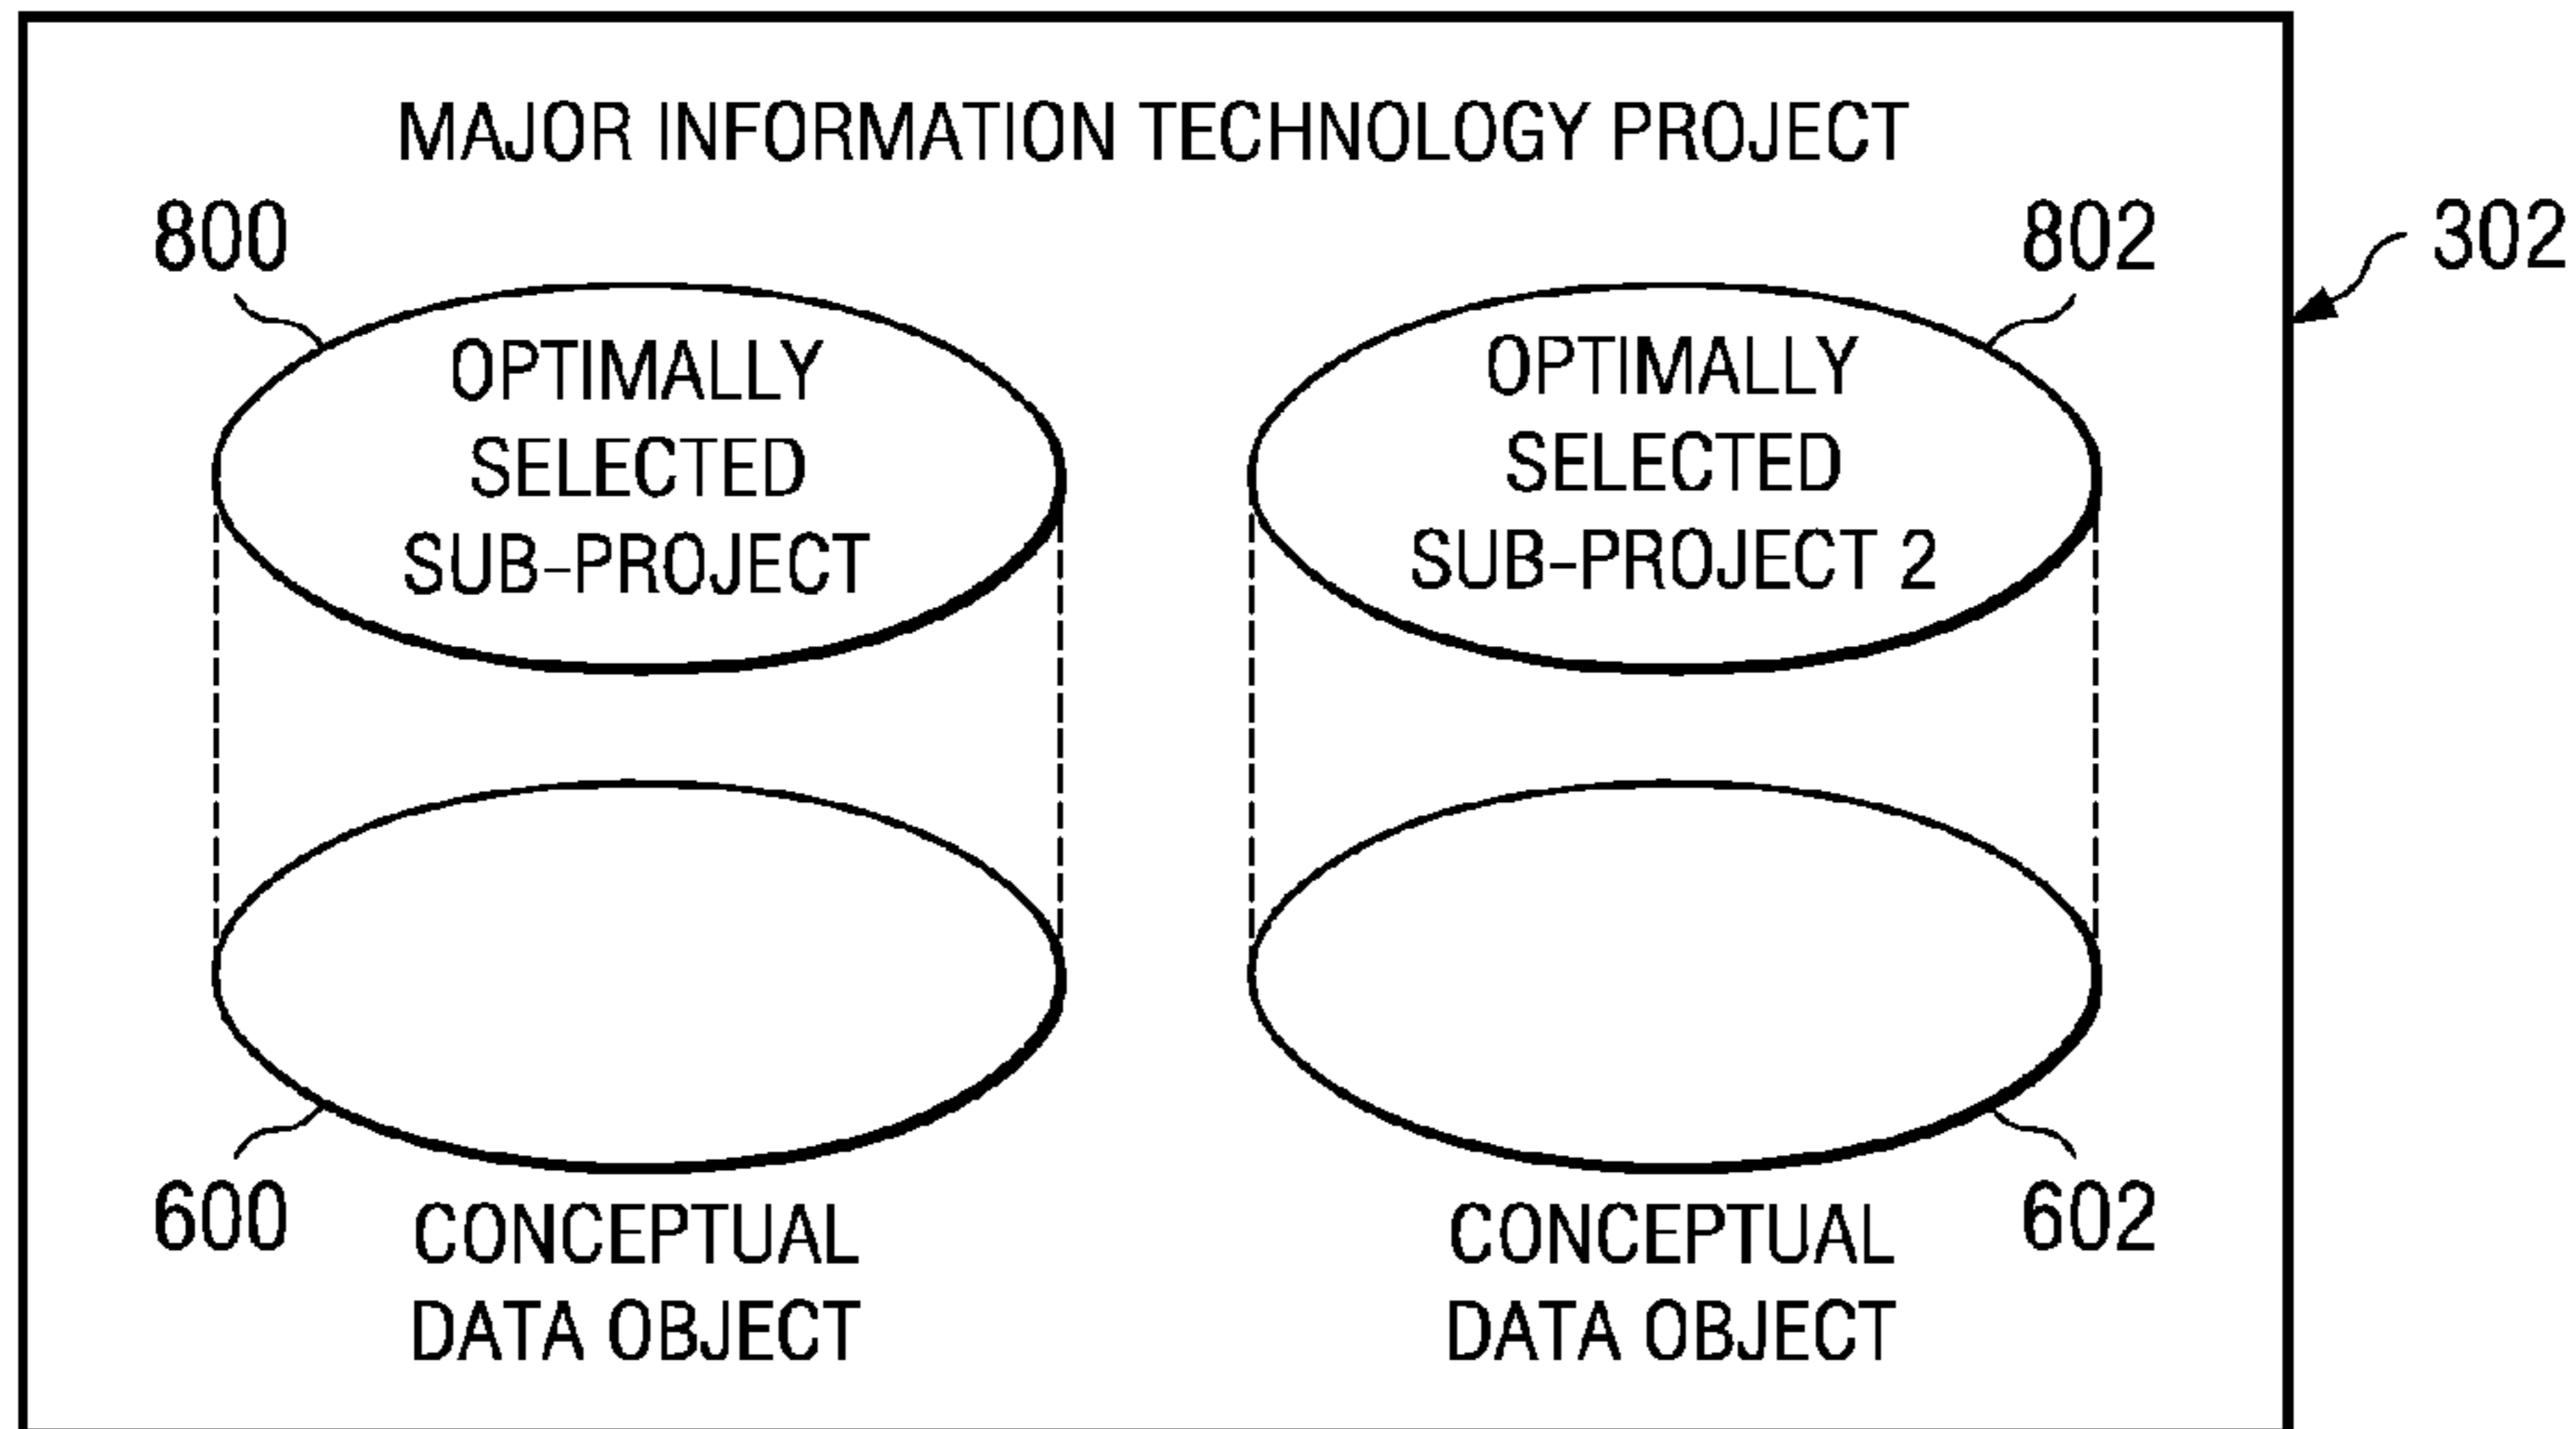 MAJOR INFORMATION TECHNOLOGY PROJECT
800
802
302
OPTIMALLY
SELECTED
SUB-PROJECT
OPTIMALLY
SELECTED
SUB-PROJECT 2
600
CONCEPTUAL
DATA OBJECT
CONCEPTUAL
DATA OBJECT
602